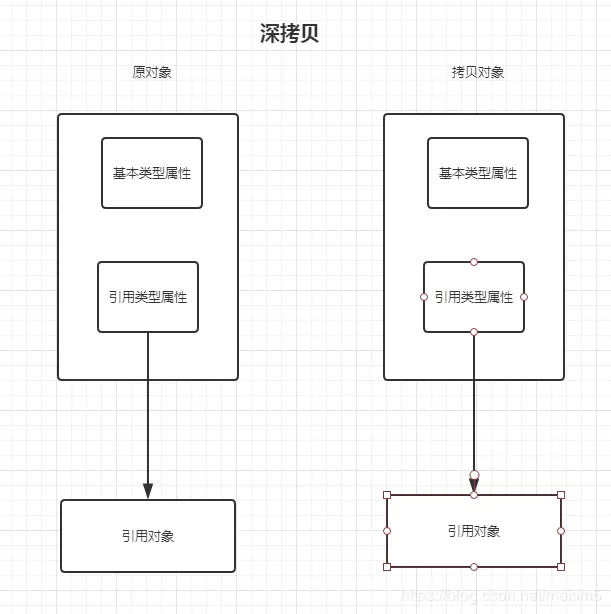 深拷贝
原对象
拷贝对象
基本类型属性
基本类型属性
引用类型属性
引用类型属性
引用对象
引用对象
https://blog.csdn.net/mdism5